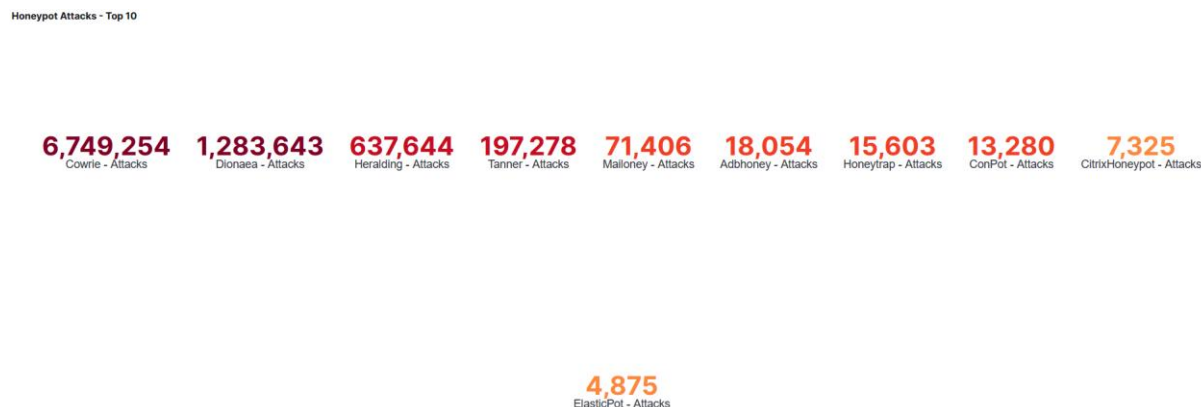 Honeypot Attacks - Top 10
6,749,254 1,283,643 637,644 197,278 71,406 18,054 15,603 13,280 7,325
Cowrie - Attacks Dionaea - Attacks Heralding - Attacks Tanner - Attacks Mailoney - Attacks Adbhoney - Attacks Honeytrap - Attacks ConPot - Attacks CitrixHoneypot - Attacks
4,875
ElasticPot - Attacks